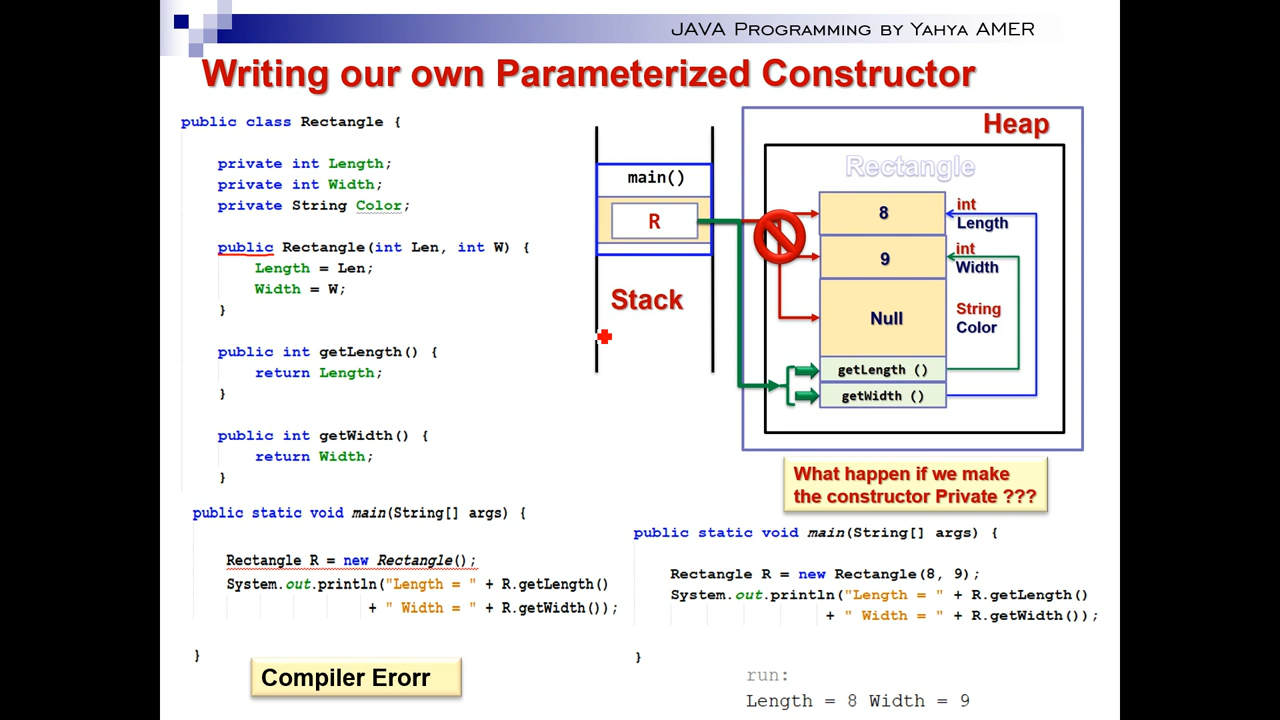 JAVA Programming by Yahya AMER
Writing our own Parameterized Constructor
public class Rectangle {
private int Length;
private int Width;
private String Color;
public Rectangle(int Len, int W) {
Length = Len;
Width = W;
}
public int getLength() {
return Length;
}
public int getWidth() {
return Width;
}
public static void main(String[] args) {
Rectangle R = new Rectangle();
System.out.println("Length = " + R.getLength()
+ " Width = " + R.getWidth());
}
Compiler Erorr
main()
R
Stack
Heap
Rectangle
8
int
Length
9
int
Width
Null
String
Color
getLength ()
getWidth ()
What happen if we make
the constructor Private ???
public static void main(String[] args) {
Rectangle R = new Rectangle(8, 9);
System.out.println("Length = " + R.getLength()
+ " Width = " + R.getWidth());
}
run:
Length = 8 Width = 9